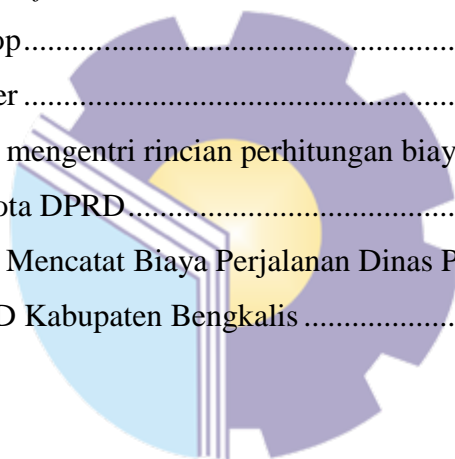 op..........................................................
er..........................................................
mengentri rincian perhitungan biay
ota DPRD..........................................
Mencatat Biaya Perjalanan Dinas P
D Kabupaten Bengkalis....................